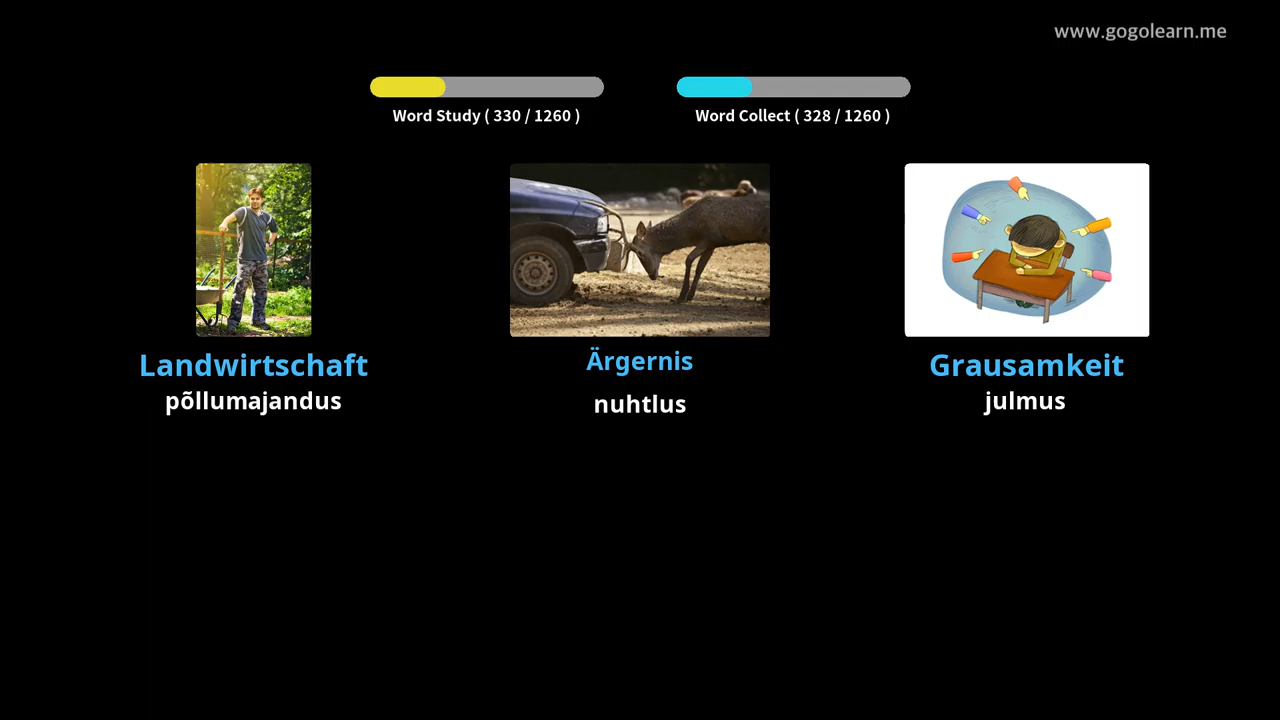 www.gogolearn.me
Word Study ( 330 / 1260 )
Word Collect ( 328 / 1260 )
Landwirtschaft
põllumajandus
Ärgernis
nuhtlus
Grausamkeit
julmus